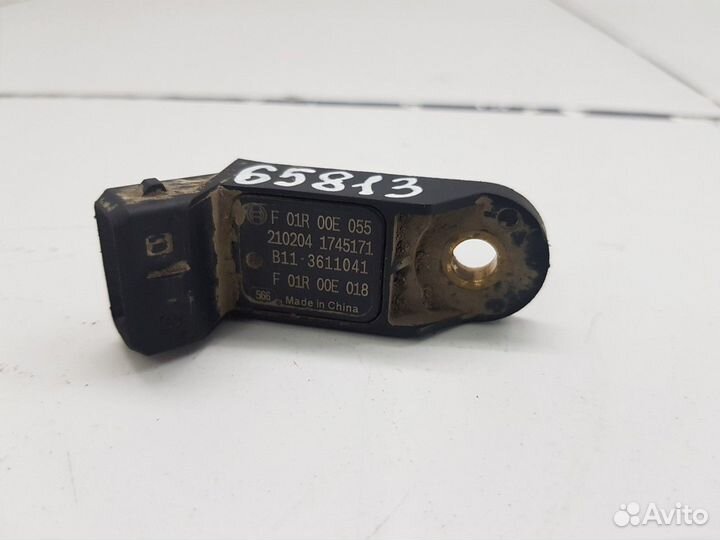 65813
F 01R 00E 055
210204 1745171
B11-3611041
F 01R 00E 018
566 Made in China
Avito